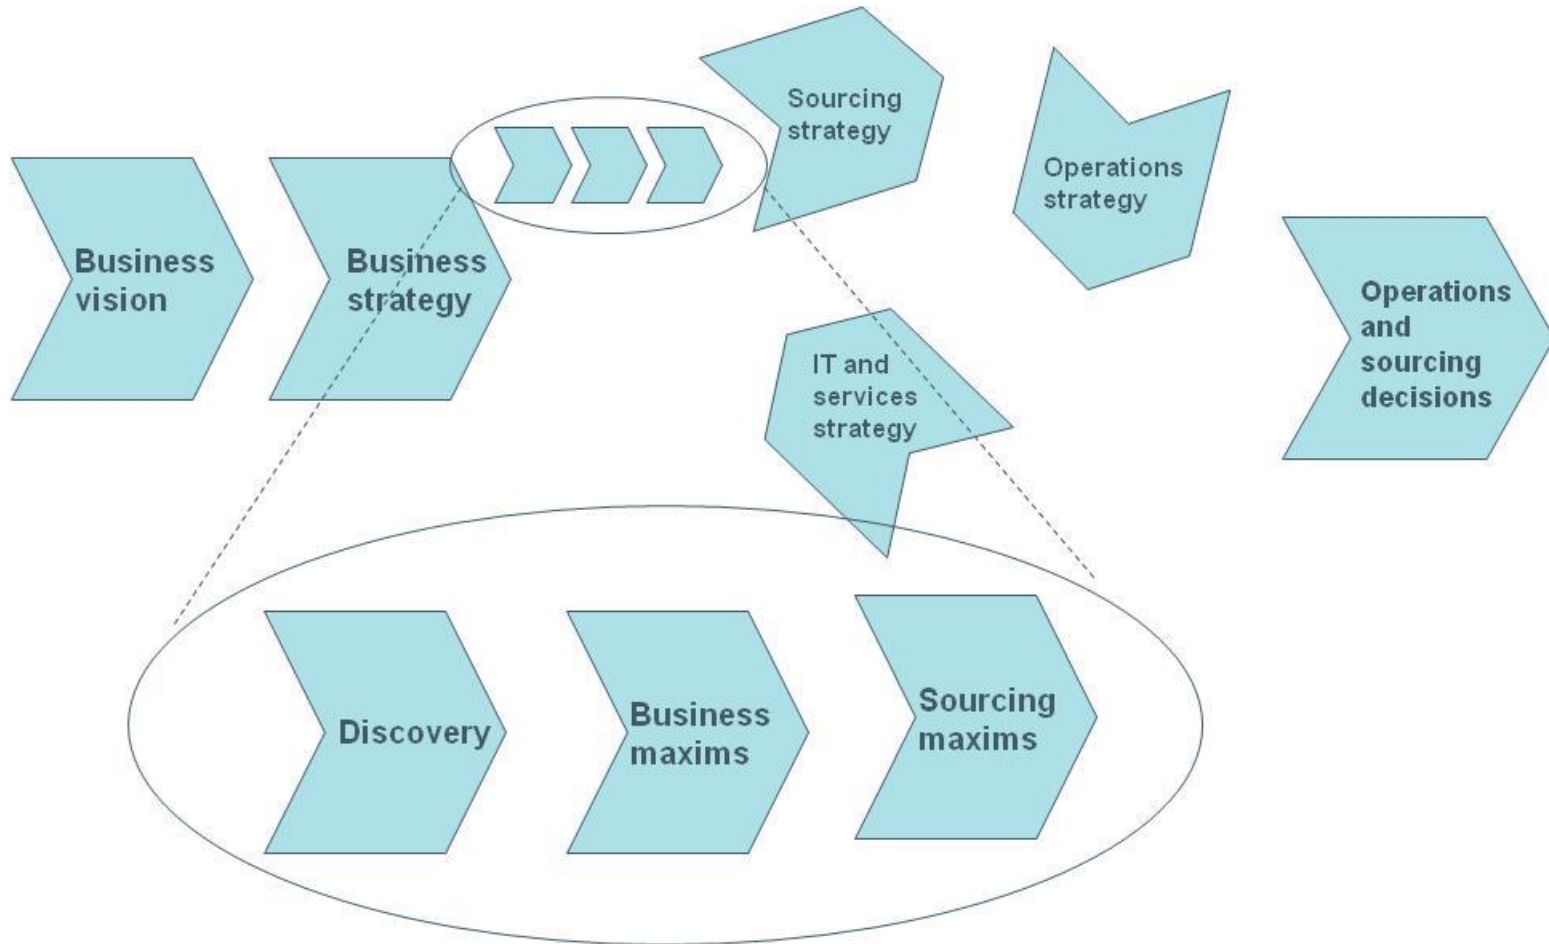 Sourcing
strategy
Operations
strategy
Business
vision
Business
strategy
Operations
and
sourcing
decisions
IT and
services
strategy
Discovery
Business
maxims
Sourcing
maxims